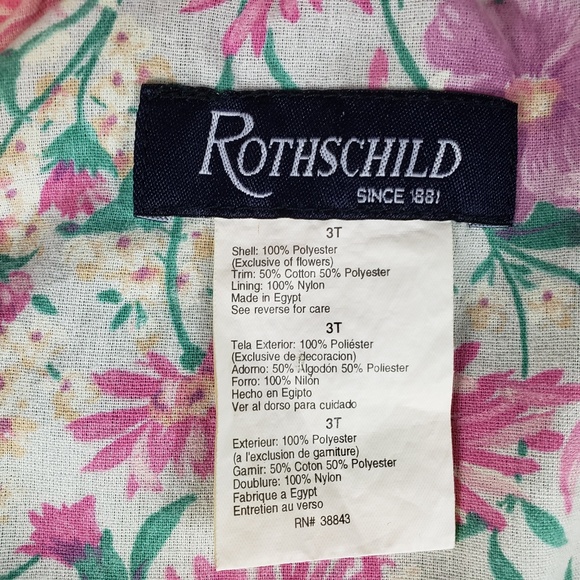 ROTHSCHILD
SINCE 1881
3T
Shell: 100% Polyester
(Exclusive of flowers)
Trim: 50% Cotton 50% Polyester
Lining: 100% Nylon
Made in Egypt
See reverse for care
3T
Tela Exterior: 100% Poliéster
(Exclusive de decoracion)
Adorno: 50% Algodón 50% Poliester
Forro: 100% Nilón
Hecho en Egipto
Ver al dorso para cuidado
3T
Exterieur: 100% Polyester
(a l'exclusion de garniture)
Garnir: 50% Coton 50% Polyester
Doublure: 100% Nylon
Fabrique a Egypt
Entretien au verso
RN# 38843